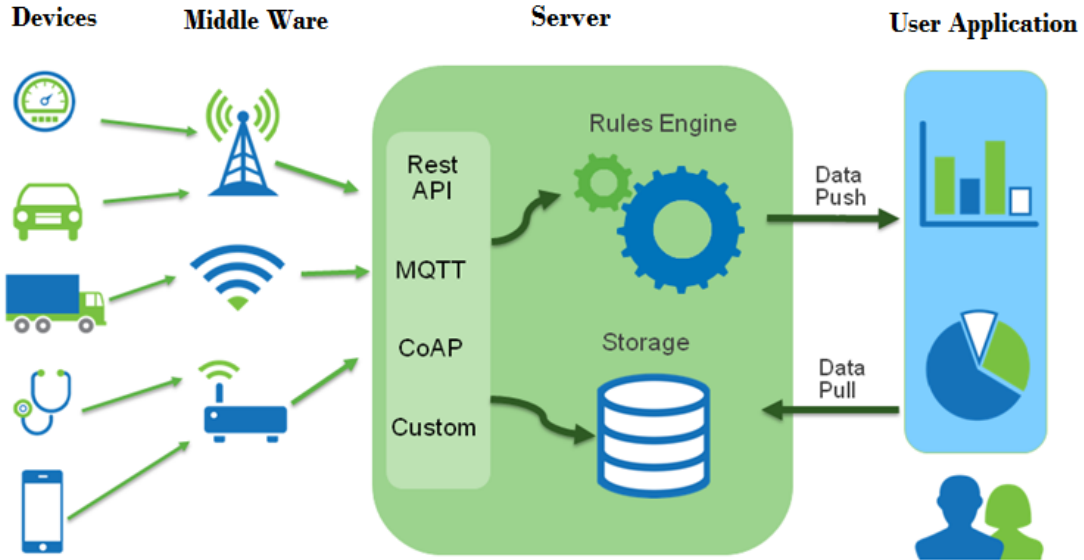 Devices
Middle Ware
Server
User Application
Rest
API
MQTT
CoAP
Custom
Rules Engine
Storage
Data
Push
Data
Pull